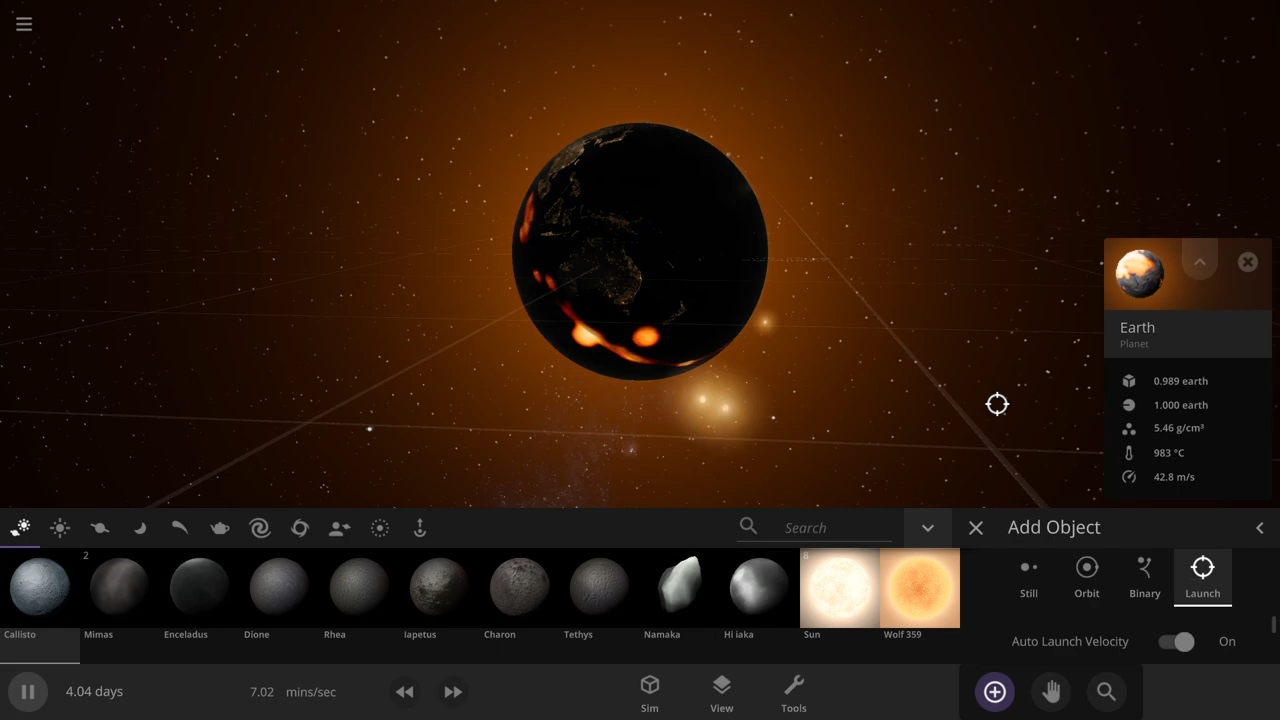 Earth
Planet
0.989 earth
1.000 earth
5.46 g/cm³
983 °C
42.8 m/s
Search
Add Object
2
8
Callisto
Mimas
Enceladus
Dione
Rhea
Iapetus
Charon
Tethys
Namaka
Hi iaka
Sun
Wolf 359
Still
Orbit
Binary
Launch
Auto Launch Velocity
On
4.04 days
7.02 mins/sec
Sim
View
Tools